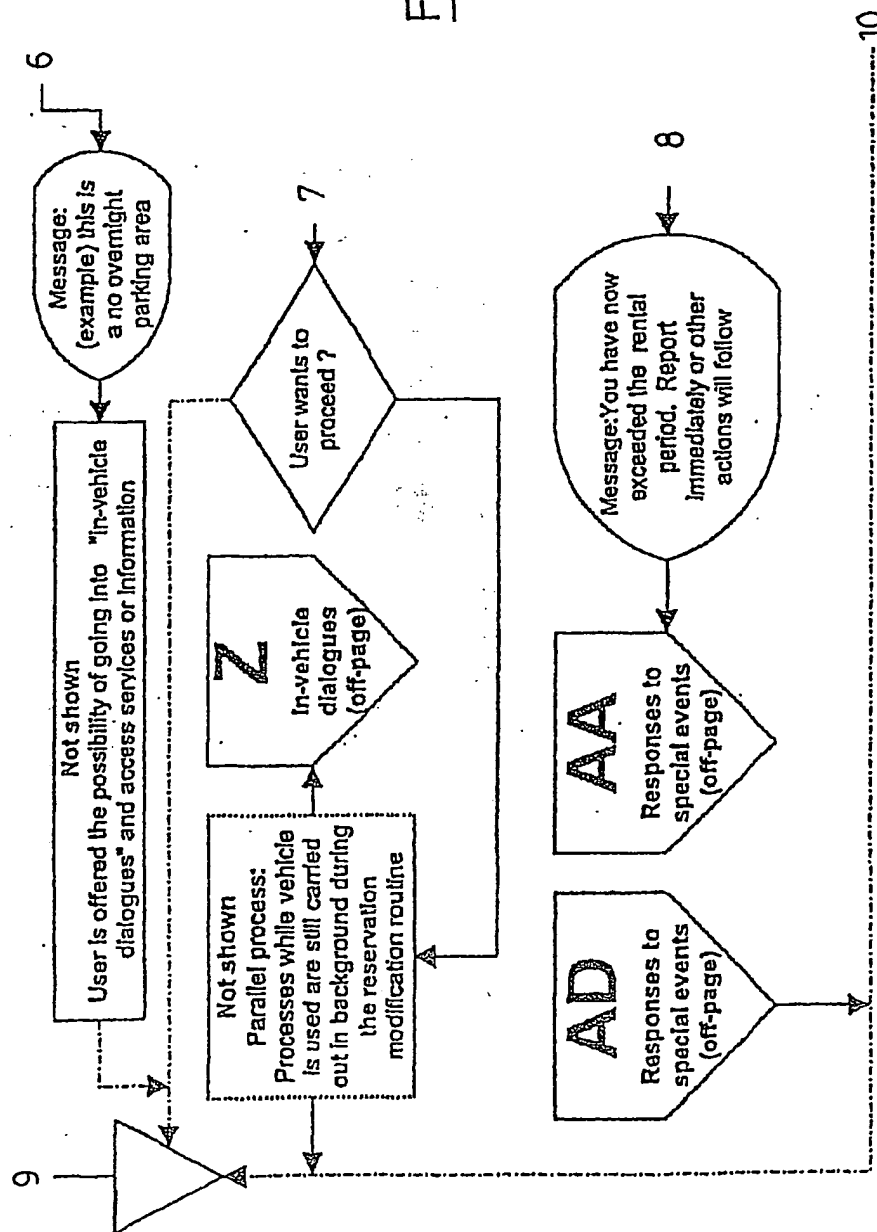 F
6
Message:
(example) this is
a no overnight
parking area
Not shown
User is offered the possibility of going into "in-vehicle
dialogues" and access services or information
9
7
User wants to
proceed ?
Z
In-vehicle
dialogues
(off-page)
Not shown
Parallel process:
Processes while vehicle
is used are still carried
out in background during
the reservation
modification routine
8
Message:You have now
exceeded the rental
period. Report
Immediately or other
actions will follow
AA
Responses to
special events
(off-page)
AD
Responses to
special events
(off-page)
10